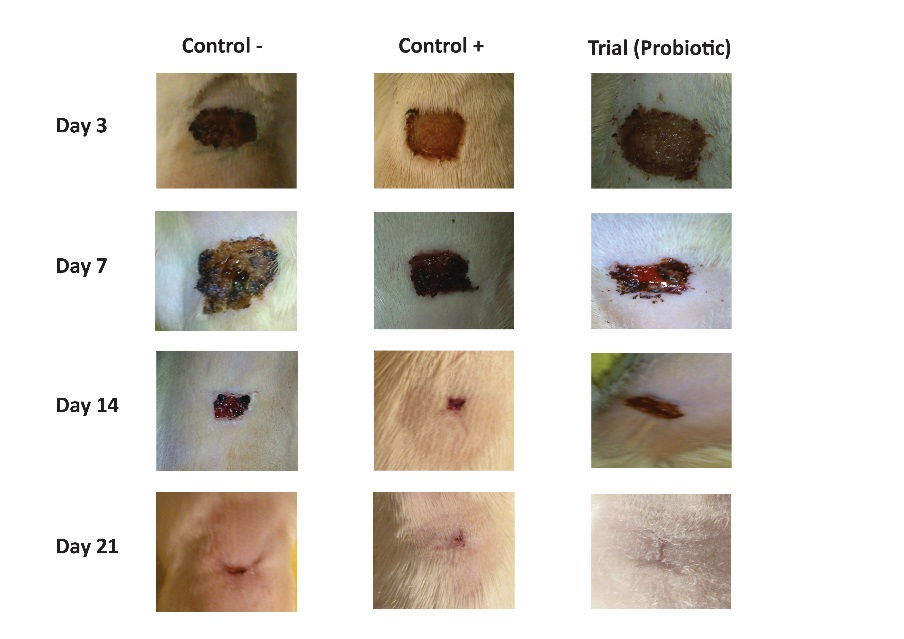 Control -
Control +
Trial (Probiotic)
Day 3
Day 7
Day 14
Day 21